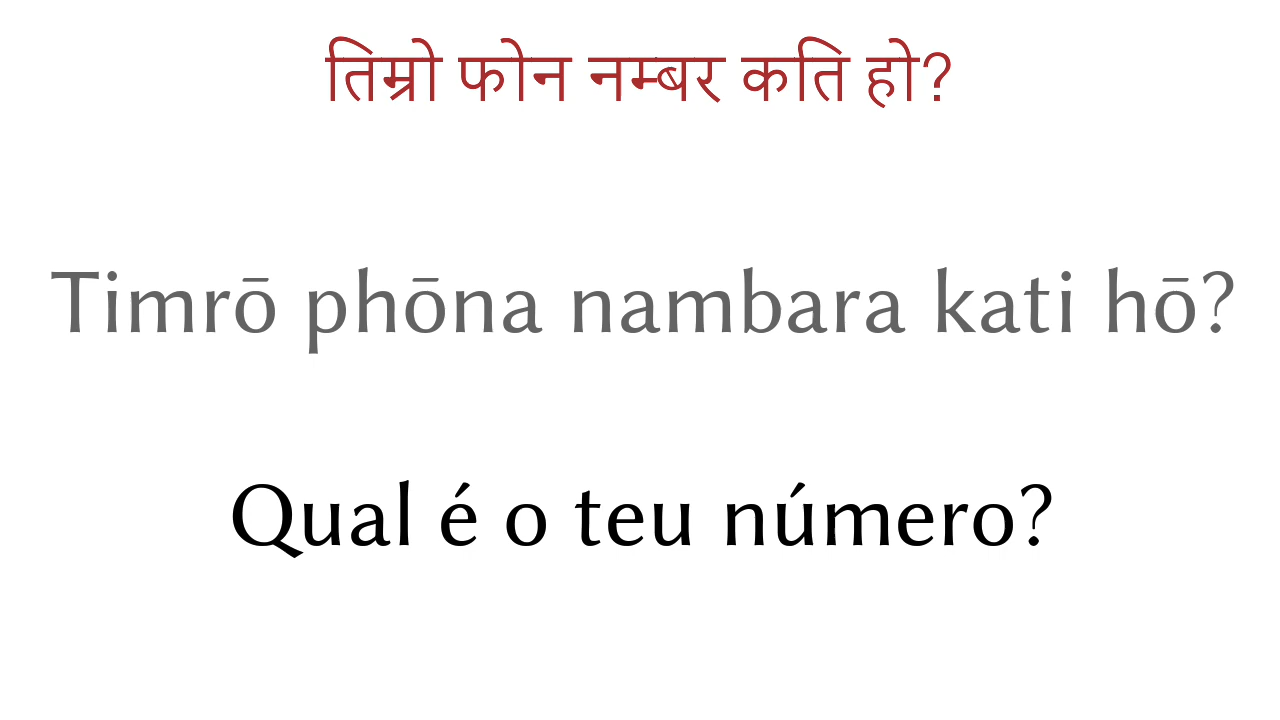 तिम्रो फोन नम्बर कति हो?
Timrō phōna nambara kati hō?
Qual é o teu número?